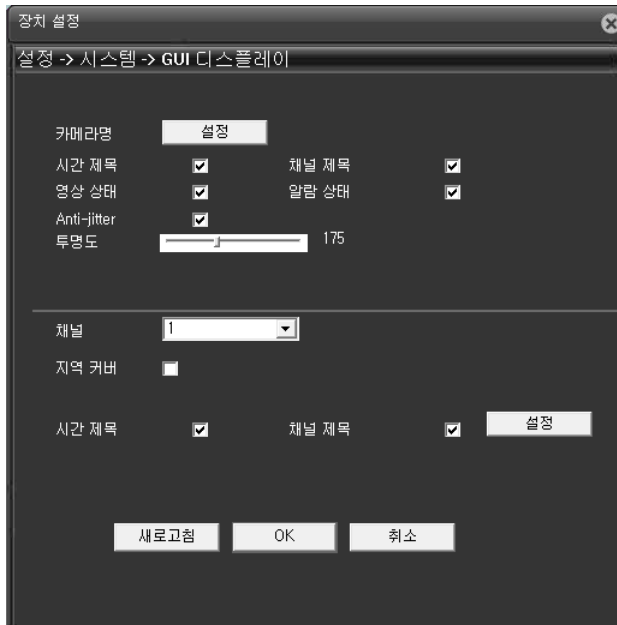 장치 설정
설정 -> 시스템 -> GUI 디스플레이
카메라명 설정
시간 제목 채널 제목
영상 상태 알람 상태
Anti-jitter
투명도 175
채널 1
지역 커버
시간 제목 채널 제목 설정
새로고침 OK 취소